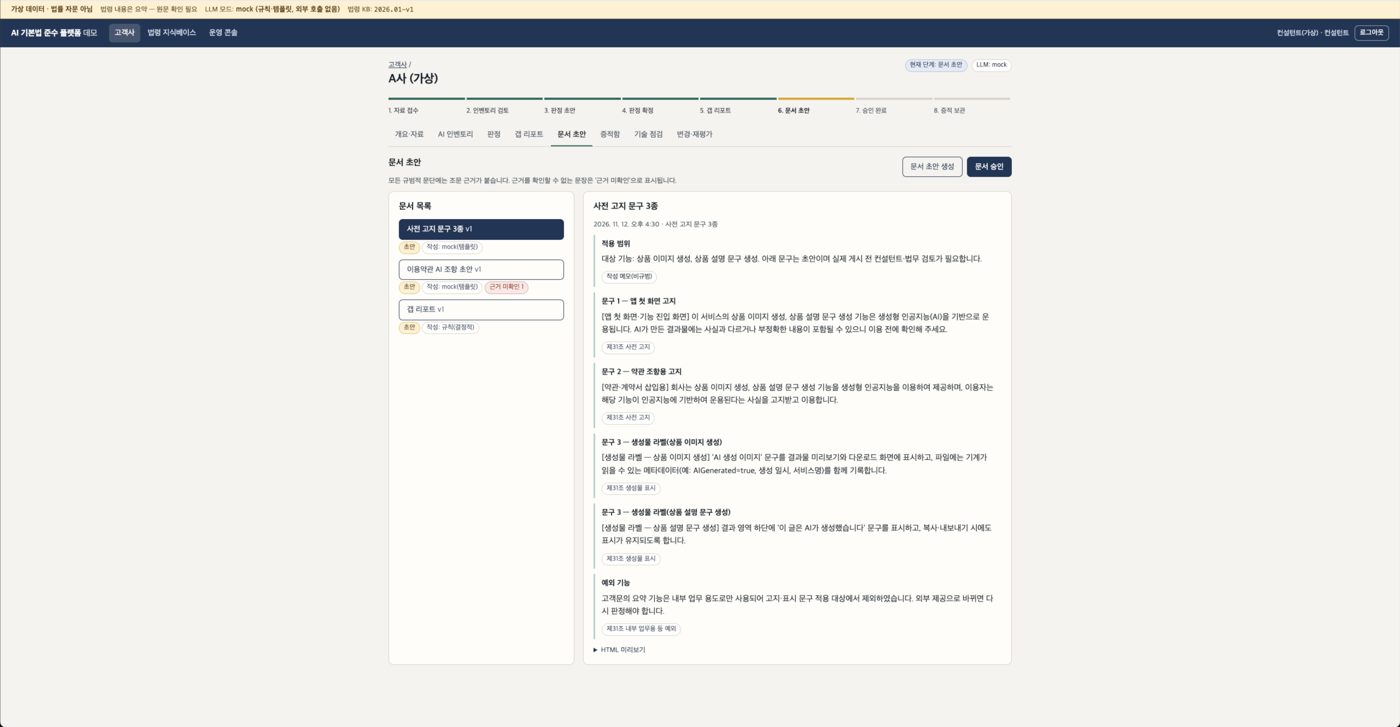 가상 데이터 · 법률 자문 아님 법령 내용은 요약 — 원문 확인 필요 LLM 모드: mock (규칙·템플릿, 외부 호출 없음) 법령 KB: 2026.01-v1
AI 기본법 준수 플랫폼 데모 고객사 법령 지식베이스 운영 콘솔 컨설턴트(가상) · 컨설턴트 로그아웃
고객사 /
A사 (가상)
현재 단계: 문서 초안 LLM: mock
1. 자료 접수 2. 인벤토리 검토 3. 판정 초안 4. 판정 확정 5. 갭 리포트 6. 문서 초안 7. 승인 완료 8. 증적 보관
개요·자료 AI 인벤토리 판정 갭 리포트 문서 초안 증적함 기술 점검 변경·재평가
문서 초안
모든 규범적 문단에는 조문 근거가 붙습니다. 근거를 확인할 수 없는 문장은 '근거 미확인'으로 표시됩니다.
문서 초안 생성 문서 승인
문서 목록
사전 고지 문구 3종 v1
초안 작성: mock(템플릿)
이용약관 AI 조항 초안 v1
초안 작성: mock(템플릿) 근거 미확인 1
갭 리포트 v1
초안 작성: 규칙(결정적)
사전 고지 문구 3종
2026. 11. 12. 오후 4:30 · 사전 고지 문구 3종
적용 범위
대상 기능: 상품 이미지 생성, 상품 설명 문구 생성. 아래 문구는 초안이며 실제 게시 전 컨설턴트·법무 검토가 필요합니다.
작성 메모(비규범)
문구 1 — 앱 첫 화면 고지
[앱 첫 화면·기능 진입 화면] 이 서비스의 상품 이미지 생성, 상품 설명 문구 생성 기능은 생성형 인공지능(AI)을 기반으로 운
용됩니다. AI가 만든 결과물에는 사실과 다르거나 부정확한 내용이 포함될 수 있으니 이용 전에 확인해 주세요.
제31조 사전 고지
문구 2 — 약관 조항용 고지
[약관·계약서 삽입용] 회사는 상품 이미지 생성, 상품 설명 문구 생성 기능을 생성형 인공지능을 이용하여 제공하며, 이용자는
해당 기능이 인공지능에 기반하여 운용된다는 사실을 고지받고 이용합니다.
제31조 사전 고지
문구 3 — 생성물 라벨(상품 이미지 생성)
[생성물 라벨 — 상품 이미지 생성] 'AI 생성 이미지' 문구를 결과물 미리보기와 다운로드 화면에 표시하고, 파일에는 기계가
읽을 수 있는 메타데이터(예: AIGenerated=true, 생성 일시, 서비스명)를 함께 기록합니다.
제31조 생성물 표시
문구 3 — 생성물 라벨(상품 설명 문구 생성)
[생성물 라벨 — 상품 설명 문구 생성] 결과 영역 하단에 '이 글은 AI가 생성했습니다' 문구를 표시하고, 복사·내보내기 시에도
표시가 유지되도록 합니다.
제31조 생성물 표시
예외 기능
고객문의 요약 기능은 내부 업무 용도로만 사용되어 고지·표시 문구 적용 대상에서 제외하였습니다. 외부 제공으로 바뀌면 다
시 판정해야 합니다.
제31조 내부 업무용 등 예외
▶ HTML 미리보기